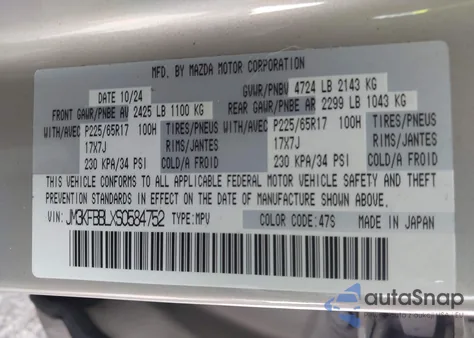 MFD. BY MAZDA MOTOR CORPORATION
DATE 10/24 GVWR/PNBV 4724 LB 2143 KG
FRONT GAWR/PNBE AV 2425 LB 1100 KG REAR GAWR/PNBE AR 2299 LB 1043 KG
WITH/AVEC P225/65R17 100H TIRES/PNEUS WITH/AVEC P225/65R17 100H TIRES/PNEUS
17X7J RIMS/JANTES 17X7J RIMS/JANTES
230 KPA/34 PSI COLD/A FROID 230 KPA/34 PSI COLD/A FROID
THIS VEHICLE CONFORMS TO ALL APPLICABLE FEDERAL MOTOR VEHICLE SAFETY AND THEFT
PREVENTION STANDARDS IN EFFECT ON THE DATE OF MANUFACTURE SHOWN ABOVE.
VIN: JM3KFBBLXS0584752 TYPE: MPV COLOR CODE: 47S MADE IN JAPAN
autoSnap